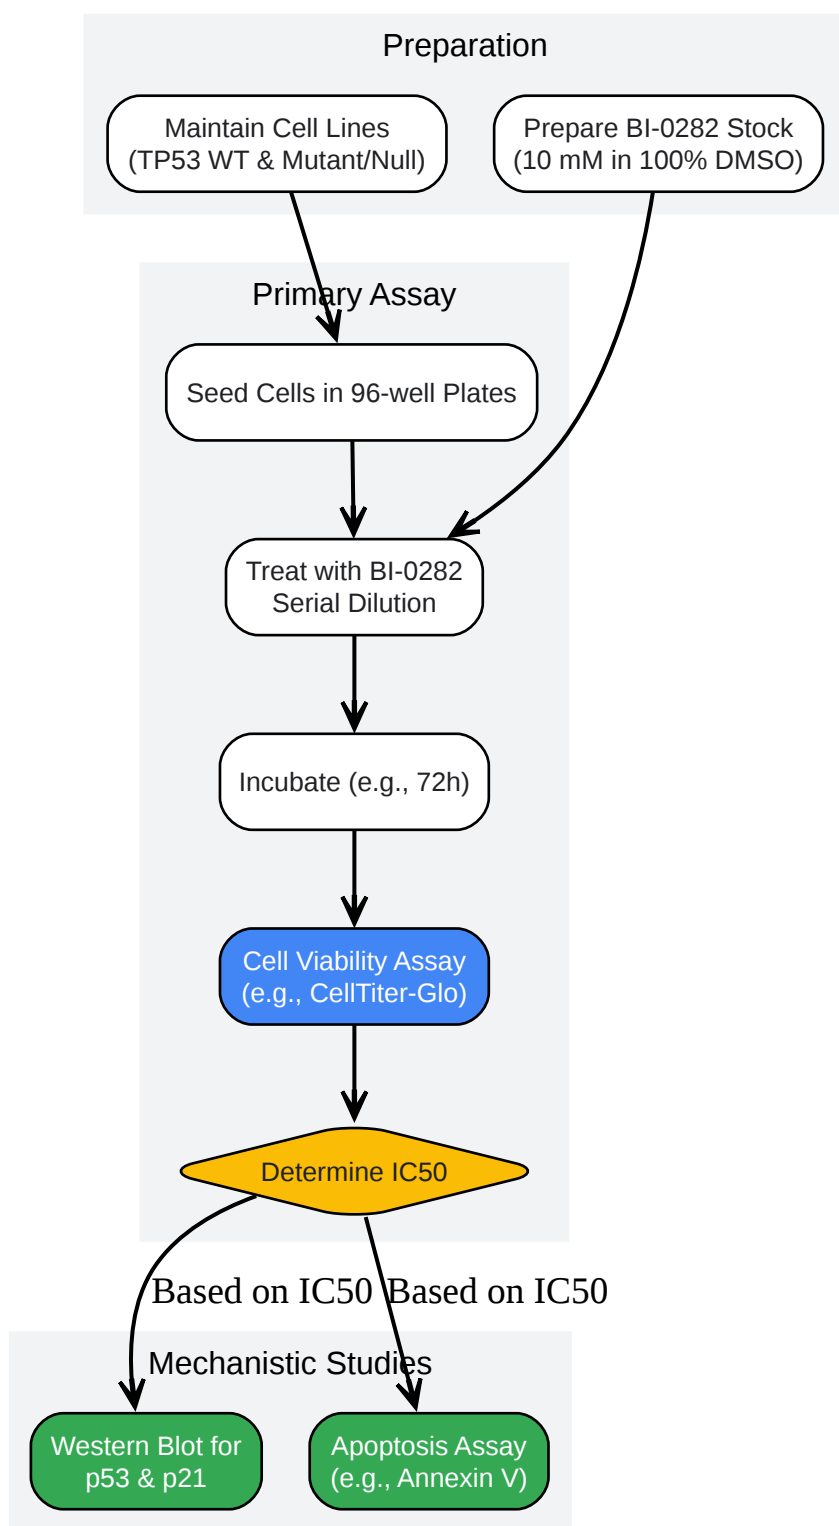 Preparation
Maintain Cell Lines
(TP53 WT & Mutant/Null)
Prepare BI-0282 Stock
(10 mM in 100% DMSO)
Primary Assay
Seed Cells in 96-well Plates
Treat with BI-0282
Serial Dilution
Incubate (e.g., 72h)
Cell Viability Assay
(e.g., CellTiter-Glo)
Determine IC50
Based on IC50
Based on IC50
Mechanistic Studies
Western Blot for
p53 & p21
Apoptosis Assay
(e.g., Annexin V)